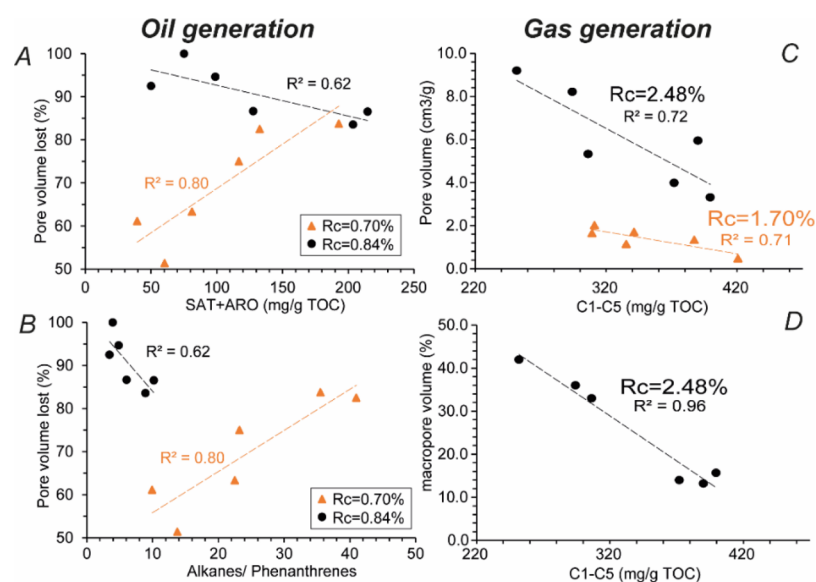 Oil generation
Gas generation
A
100
90
80
70
60
50
Pore volume lost (%)
R² = 0.62
R² = 0.80
Rc=0.70%
Rc=0.84%
0 50 100 150 200 250
SAT+ARO (mg/g TOC)
C
10.0
8.0
6.0
4.0
2.0
0.0
Pore volume (cm3/g)
Rc=2.48%
R² = 0.72
Rc=1.70%
R² = 0.71
220 320 420
C1-C5 (mg/g TOC)
B
100
90
80
70
60
50
Pore volume lost (%)
R² = 0.62
R² = 0.80
Rc=0.70%
Rc=0.84%
0 10 20 30 40 50
Alkanes/ Phenanthrenes
D
50.0
40.0
30.0
20.0
10.0
0.0
macropore volume (%)
Rc=2.48%
R² = 0.96
220 320 420
C1-C5 (mg/g TOC)